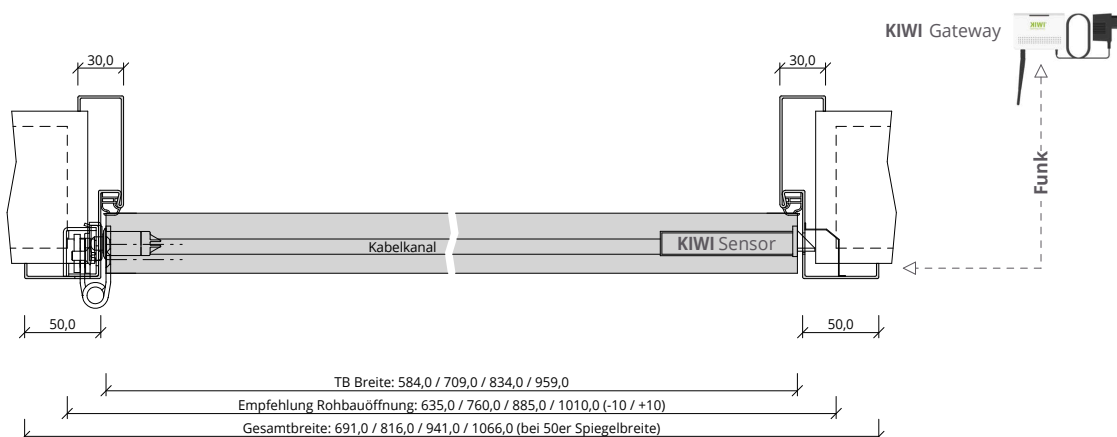 KIWI Gateway
KIWI
30,0
30,0
Funk
Kabelkanal
KIWI Sensor
50,0
50,0
TB Breite: 584,0 / 709,0 / 834,0 / 959,0
Empfehlung Rohbauöffnung: 635,0 / 760,0 / 885,0 / 1010,0 (-10 / +10)
Gesamtbreite: 691,0 / 816,0 / 941,0 / 1066,0 (bei 50er Spiegelbreite)